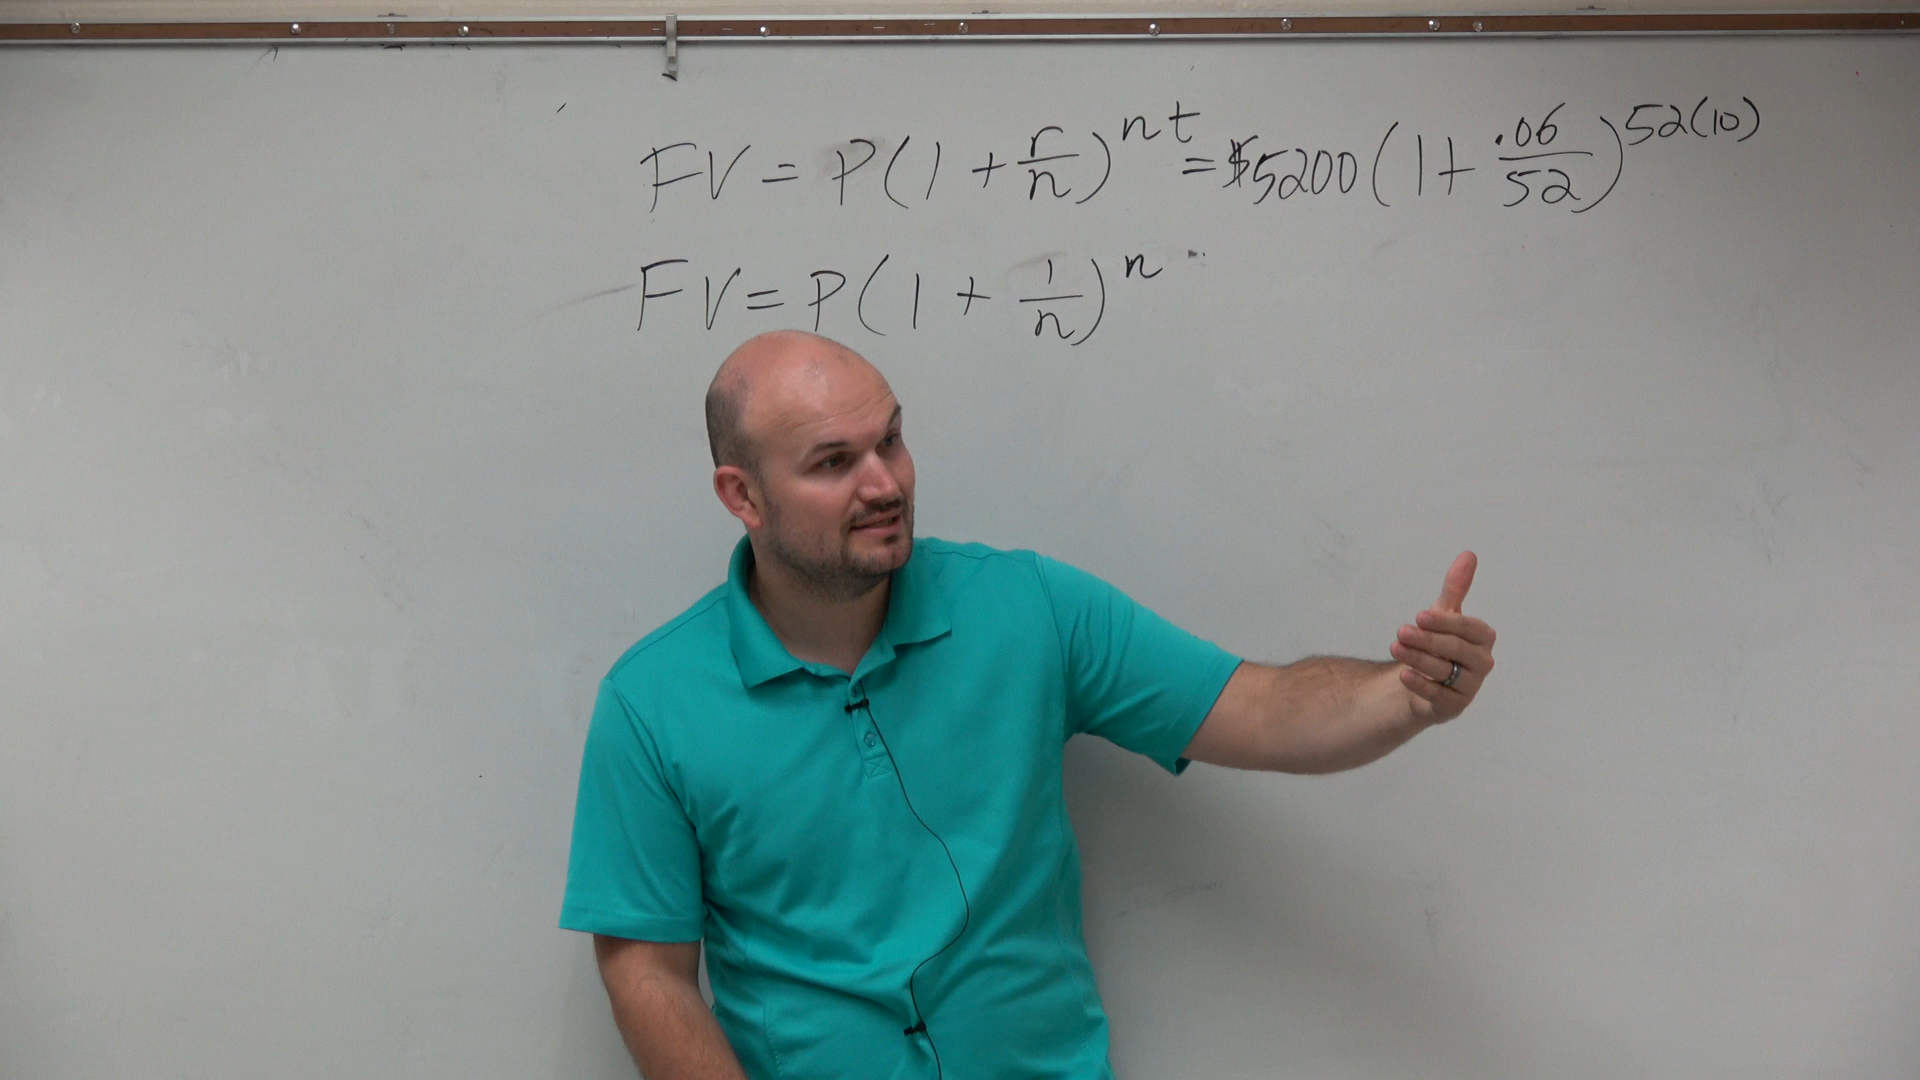 FV = P(1 + r/n)^nt = $5200(1 + .06/52)^52(10)
FV = P(1 + 1/n)^n